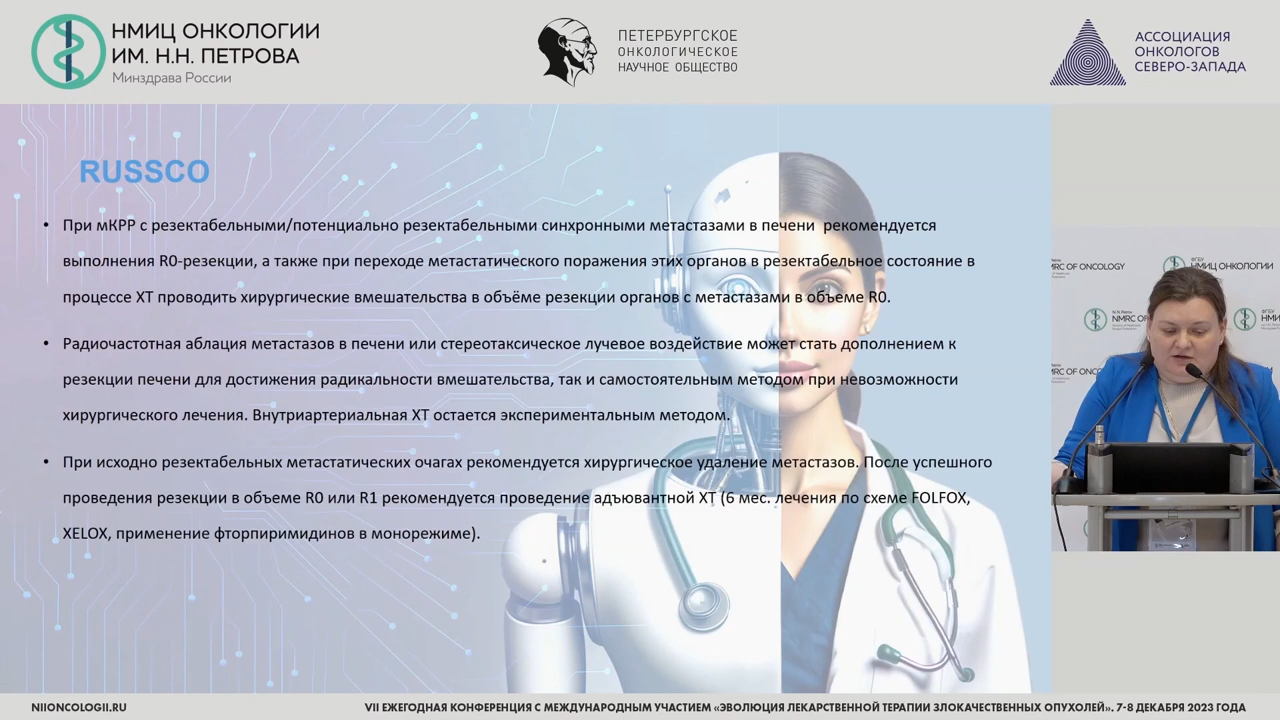 НМИЦ ОНКОЛОГИИ
ИМ. Н.Н. ПЕТРОВА
Минздрава России
ПЕТЕРБУРГСКОЕ
ОНКОЛОГИЧЕСКОЕ
НАУЧНОЕ ОБЩЕСТВО
АССОЦИАЦИЯ
ОНКОЛОГОВ
СЕВЕРО-ЗАПАДА
RUSSCO
• При мКРР с резектабельными/потенциально резектабельными синхронными метастазами в печени рекомендуется
выполнения R0-резекции, а также при переходе метастатического поражения этих органов в резектабельное состояние в
процессе ХТ проводить хирургические вмешательства в объёме резекции органов с метастазами в объеме R0.
• Радиочастотная аблация метастазов в печени или стереотаксическое лучевое воздействие может стать дополнением к
резекции печени для достижения радикальности вмешательства, так и самостоятельным методом при невозможности
хирургического лечения. Внутриартериальная ХТ остается экспериментальным методом.
• При исходно резектабельных метастатических очагах рекомендуется хирургическое удаление метастазов. После успешного
проведения резекции в объеме R0 или R1 рекомендуется проведение адъювантной ХТ (6 мес. лечения по схеме FOLFOX,
XELOX, применение фторпиримидинов в монорежиме).
MRC OF ONCOLOGY
НМИЦ ОНКОЛОГИИ
NMRC OF
НМИ
MRC OF ONCO
NIIONCOLOGII.RU
VII ЕЖЕГОДНАЯ КОНФЕРЕНЦИЯ С МЕЖДУНАРОДНЫМ УЧАСТИЕМ «ЭВОЛЮЦИЯ ЛЕКАРСТВЕННОЙ ТЕРАПИИ ЗЛОКАЧЕСТВЕННЫХ ОПУХОЛЕЙ». 7-8 ДЕКАБРЯ 2023 ГОДА